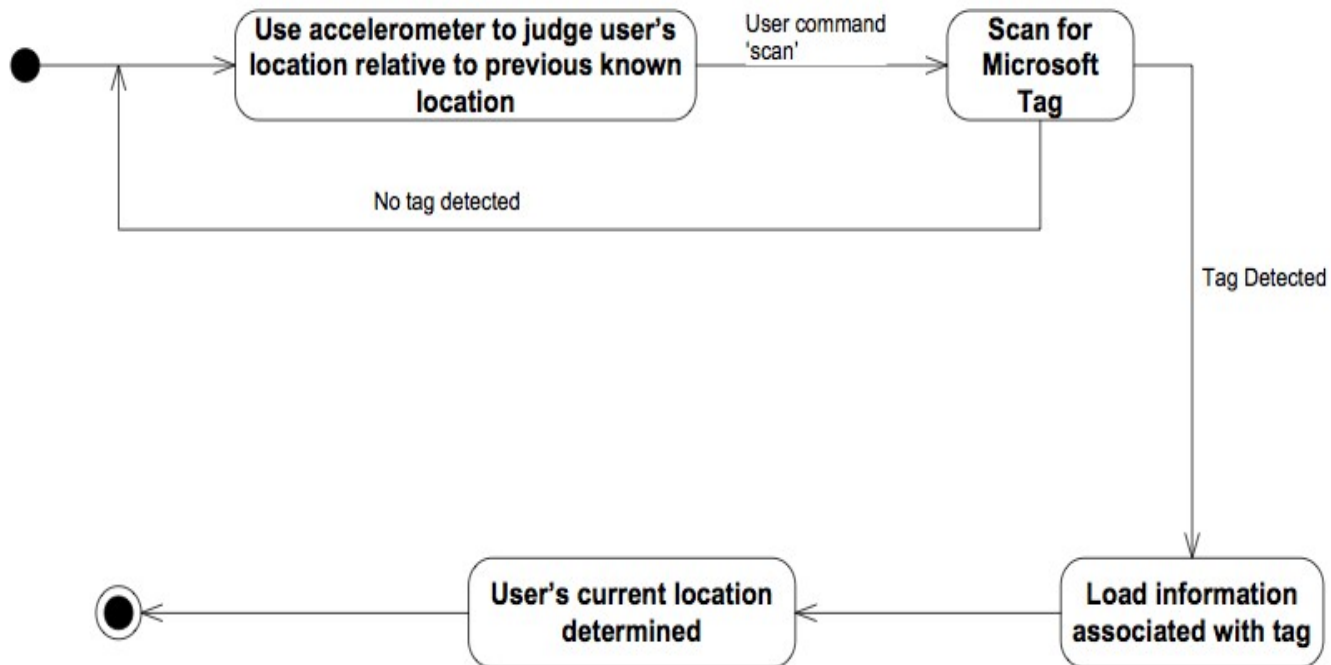 Use accelerometer to judge user's
location relative to previous known
location
User command
'scan'
Scan for
Microsoft
Tag
No tag detected
Tag Detected
User's current location
determined
Load information
associated with tag